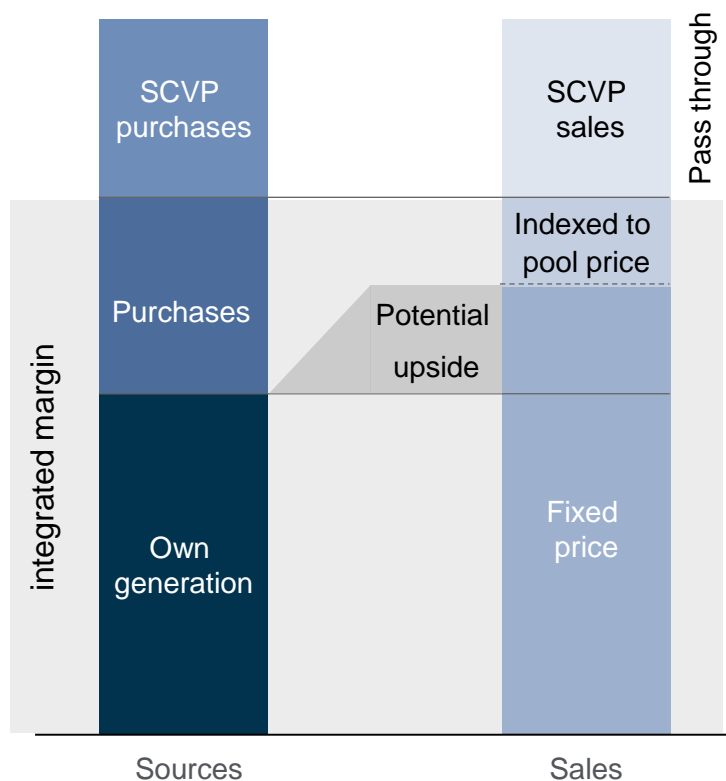 SCVP
purchases
SCVP
sales
Pass through
Indexed to
pool price
Purchases
Potential
upside
integrated margin
Own
generation
Fixed
price
Sources
Sales